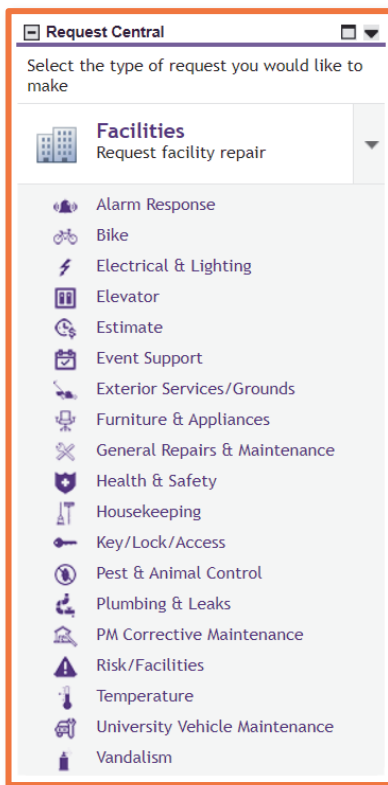 Request Central
Select the type of request you would like to
make
Facilities
Request facility repair
Alarm Response
Bike
Electrical & Lighting
Elevator
Estimate
Event Support
Exterior Services/Grounds
Furniture & Appliances
General Repairs & Maintenance
Health & Safety
Housekeeping
Key/Lock/Access
Pest & Animal Control
Plumbing & Leaks
PM Corrective Maintenance
Risk/Facilities
Temperature
University Vehicle Maintenance
Vandalism